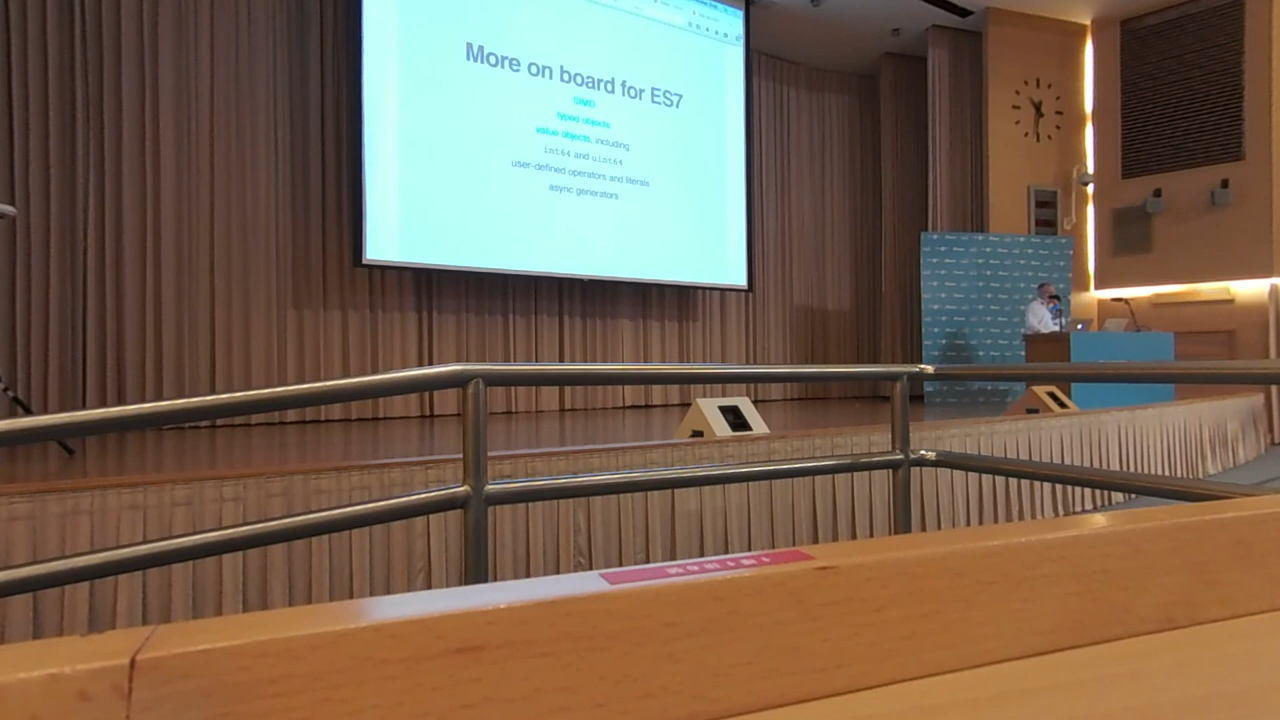 More on board for ES7
SIMD
typed objects
value objects, including
int64 and uint64
user-defined operators and literals
async generators